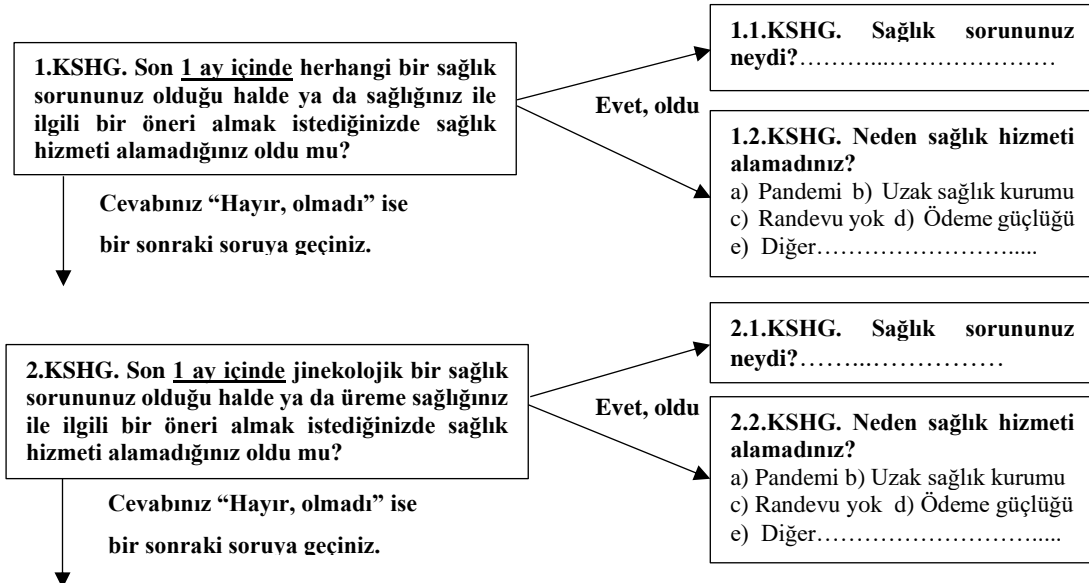 1.KSHG. Son 1 ay içinde herhangi bir sağlık
sorununuz olduğu halde ya da sağlığınız ile
ilgili bir öneri almak istediğinizde sağlık
hizmeti alamadığınız oldu mu?
Evet, oldu
1.1.KSHG. Sağlık sorununuz
neydi?………...…………………
1.2.KSHG. Neden sağlık hizmeti
alamadınız?
a) Pandemi b) Uzak sağlık kurumu
c) Randevu yok d) Ödeme güçlüğü
e) Diğer…………………….....
Cevabınız “Hayır, olmadı” ise
bir sonraki soruya geçiniz.
2.KSHG. Son 1 ay içinde jinekolojik bir sağlık
sorununuz olduğu halde ya da üreme sağlığınız
ile ilgili bir öneri almak istediğinizde sağlık
hizmeti alamadığınız oldu mu?
Evet, oldu
2.1.KSHG. Sağlık sorununuz
neydi?……...………………
2.2.KSHG. Neden sağlık hizmeti
alamadınız?
a) Pandemi b) Uzak sağlık kurumu
c) Randevu yok d) Ödeme güçlüğü
e) Diğer……………………….....
Cevabınız “Hayır, olmadı” ise
bir sonraki soruya geçiniz.